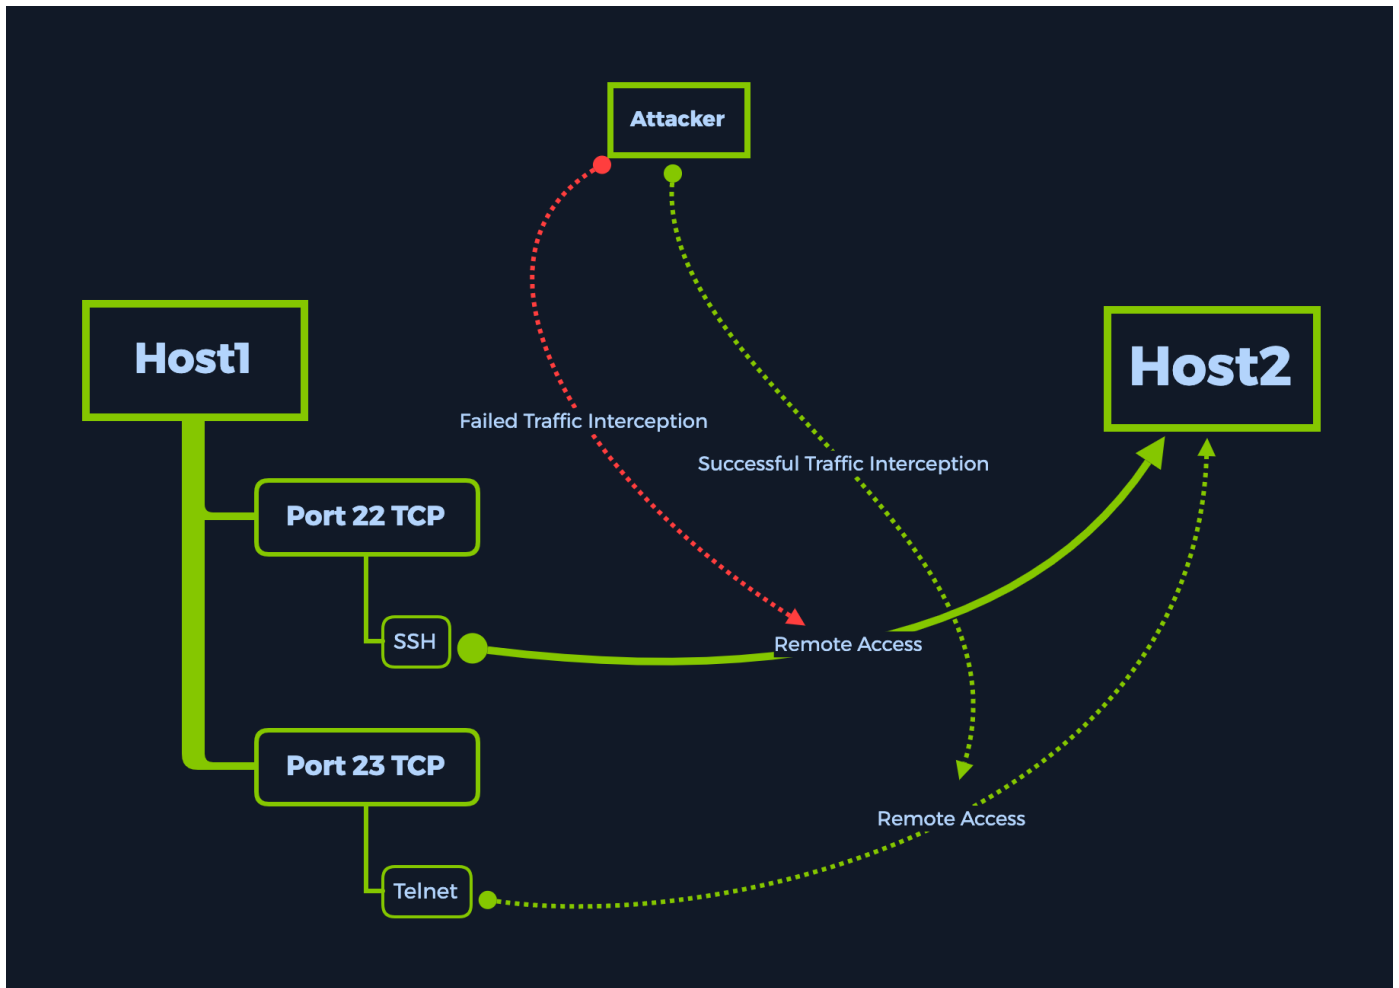 Attacker
Host1
Host2
Failed Traffic Interception
Successful Traffic Interception
Port 22 TCP
SSH
Remote Access
Port 23 TCP
Remote Access
Telnet